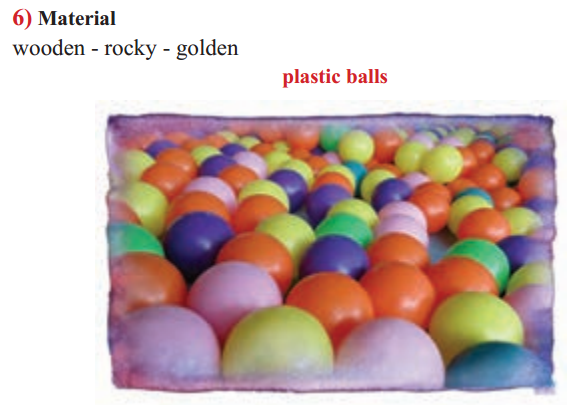 6) Material
wooden - rocky - golden
plastic balls